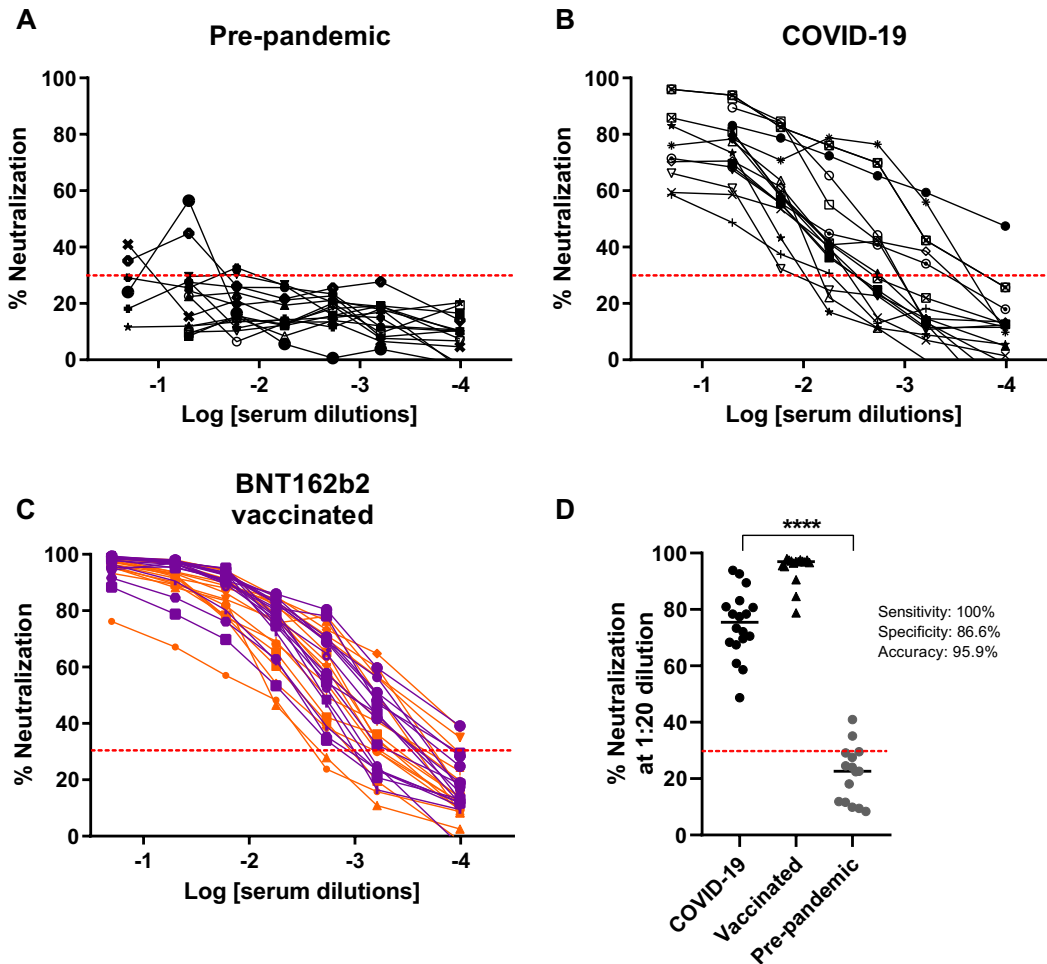 A
Pre-pandemic
% Neutralization
100
80
60
40
20
0
-1
-2
-3
-4
Log [serum dilutions]
B
COVID-19
% Neutralization
100
80
60
40
20
0
-1
-2
-3
-4
Log [serum dilutions]
C
BNT162b2
vaccinated
% Neutralization
100
80
60
40
20
0
-1
-2
-3
-4
Log [serum dilutions]
D
****
% Neutralization
at 1:20 dilution
100
80
60
40
20
0
Sensitivity: 100%
Specificity: 86.6%
Accuracy: 95.9%
COVID-19
Vaccinated
Pre-pandemic